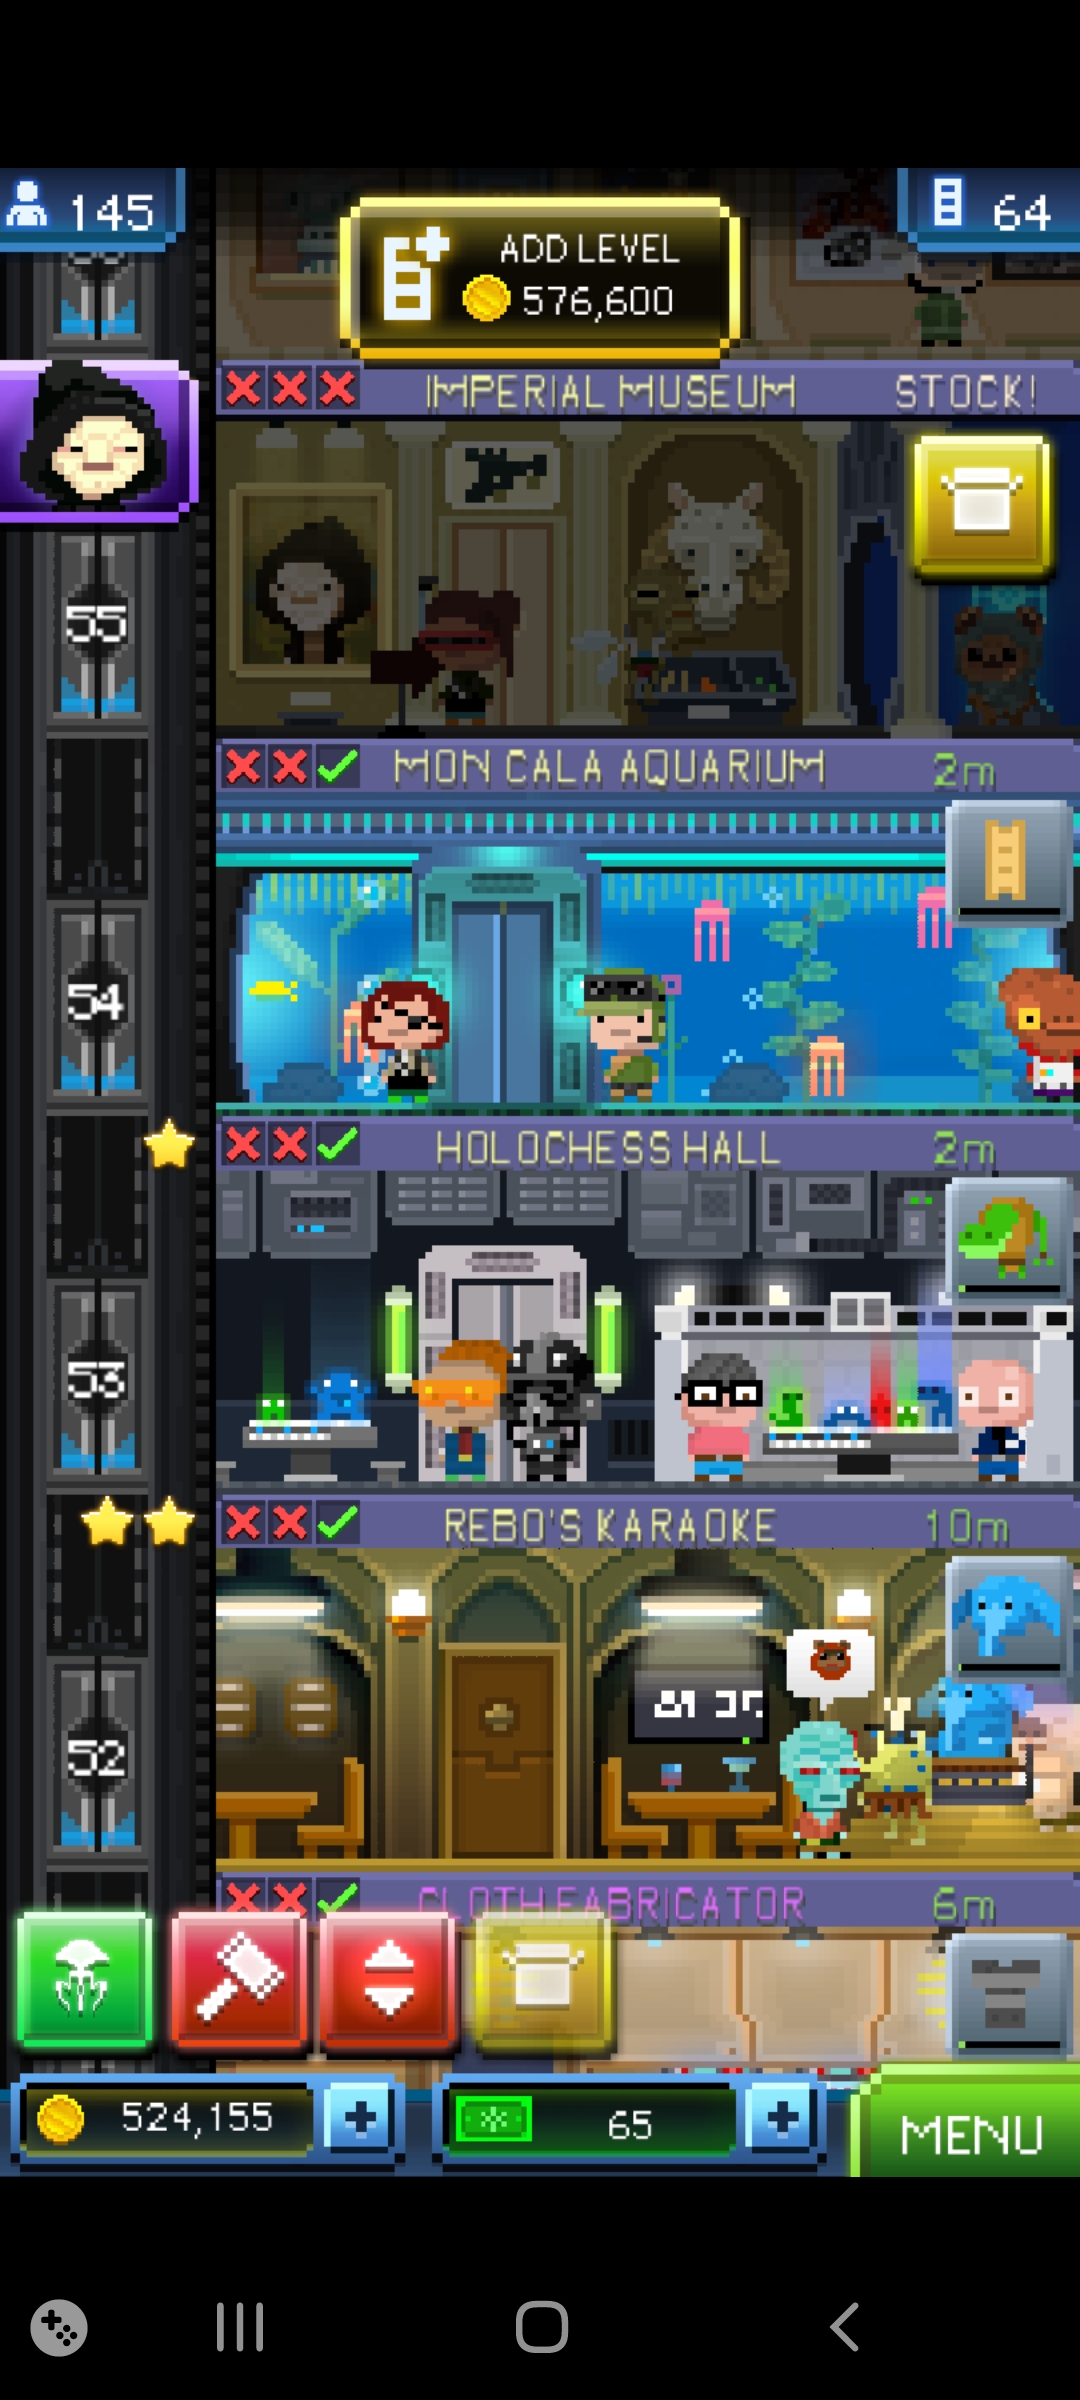 145
ADD LEVEL
576,600
64
IMPERIAL MUSEUM STOCK!
55
MON CALA AQUARIUM 2m
54
HOLOCHESS HALL 2m
53
REBO'S KARAOKE 10m
52
CLOTH FABRICATOR 6m
524,155
65
MENU